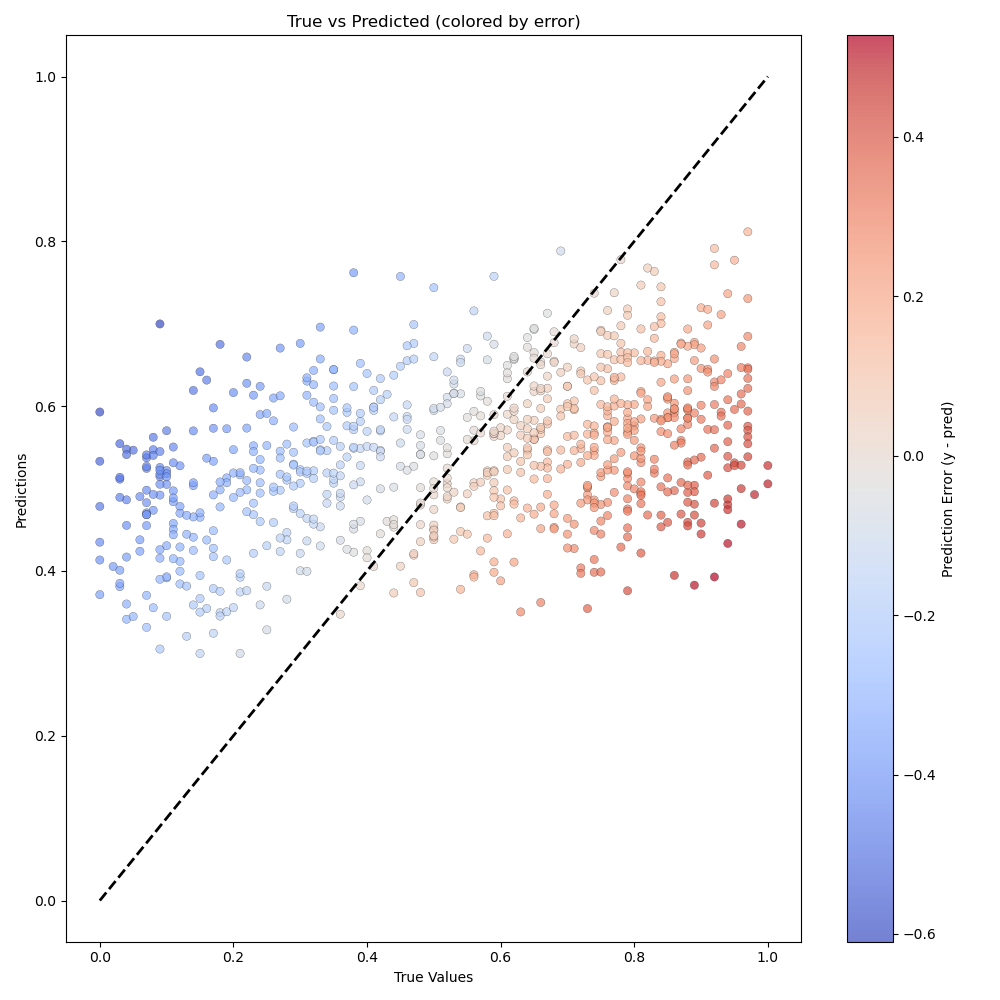 True vs Predicted (colored by error)
1.0
0.8
0.6
0.4
0.2
0.0
Predictions
0.0 0.2 0.4 0.6 0.8 1.0
True Values
0.4
0.2
0.0
−0.2
−0.4
−0.6
Prediction Error (y - pred)